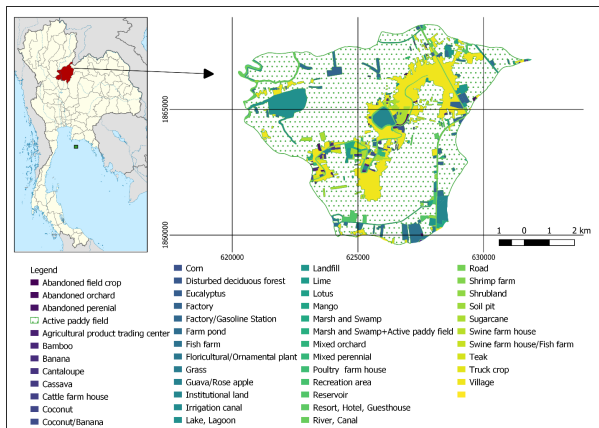 1865000
1860000
620000
625000
630000
1 0 1 2 km
Legend
Abandoned field crop
Abandoned orchard
Abandoned perenial
Active paddy field
Agricultural product trading center
Bamboo
Banana
Cantaloupe
Cassava
Cattle farm house
Coconut
Coconut/Banana
Corn
Disturbed deciduous forest
Eucalyptus
Factory
Factory/Gasoline Station
Farm pond
Fish farm
Floricultural/Ornamental plant
Grass
Guava/Rose apple
Institutional land
Irrigation canal
Lake, Lagoon
Landfill
Lime
Lotus
Mango
Marsh and Swamp
Marsh and Swamp+Active paddy field
Mixed orchard
Mixed perennial
Poultry farm house
Recreation area
Reservoir
Resort, Hotel, Guesthouse
River, Canal
Road
Shrimp farm
Shrubland
Soil pit
Sugarcane
Swine farm house
Swine farm house/Fish farm
Teak
Truck crop
Village